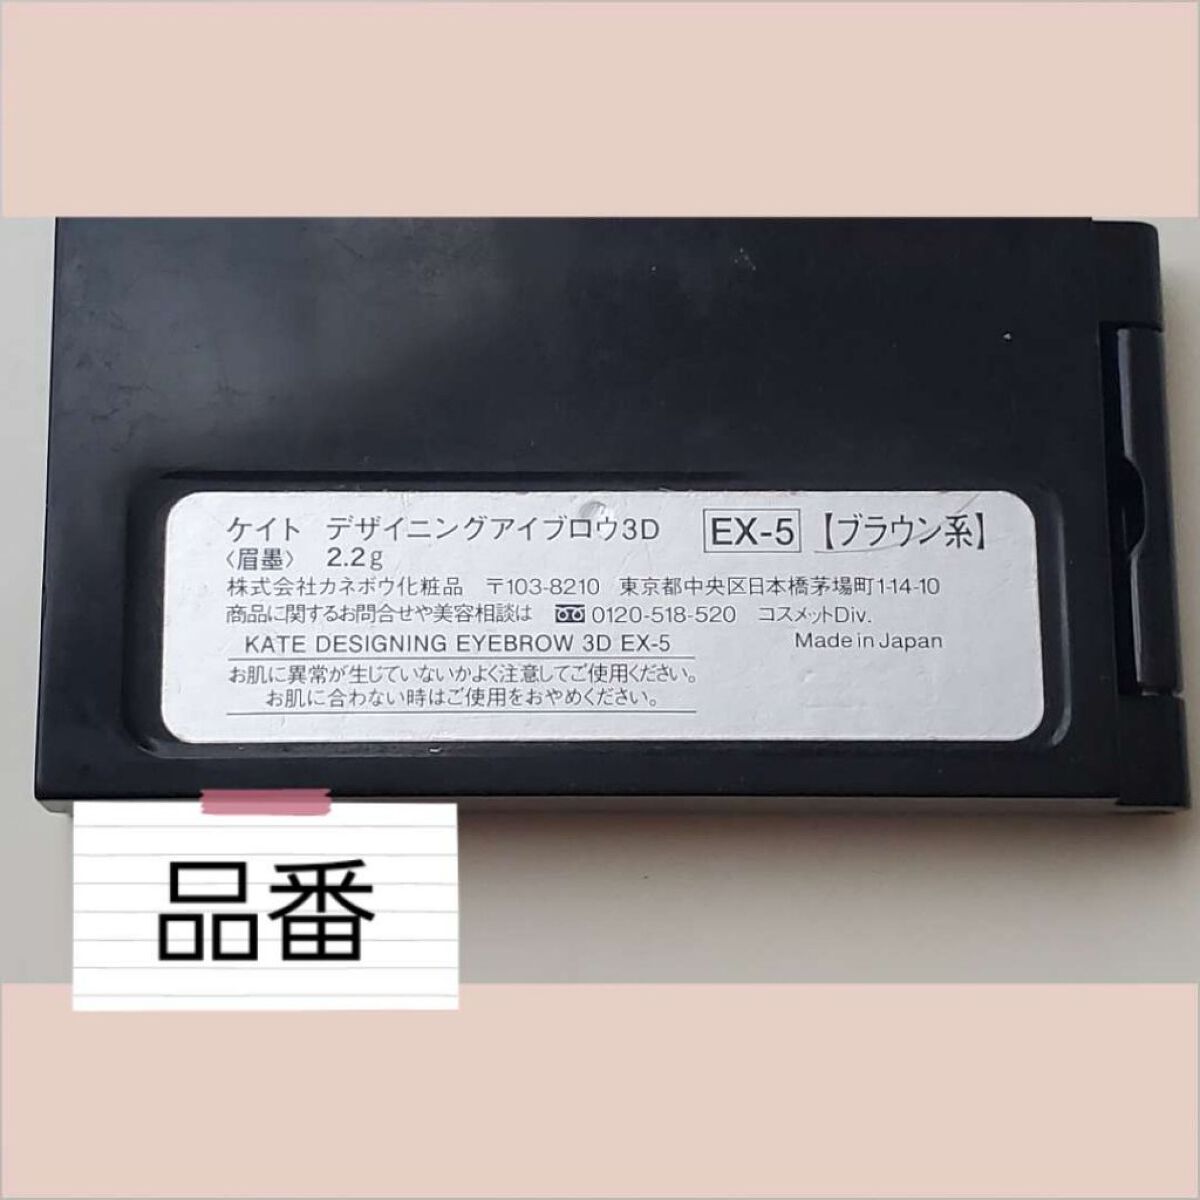 ケイト デザイニングアイブロウ3D EX-5 【ブラウン系】
〈眉墨〉 2.2g
株式会社カネボウ化粧品 〒103-8210 東京都中央区日本橋茅場町1-14-10
商品に関するお問合せや美容相談は 0120-518-520 コスメットDiv.
KATE DESIGNING EYEBROW 3D EX-5 Made in Japan
お肌に異常が生じていないかよく注意してご使用ください。
お肌に合わない時はご使用をおやめください。
品番